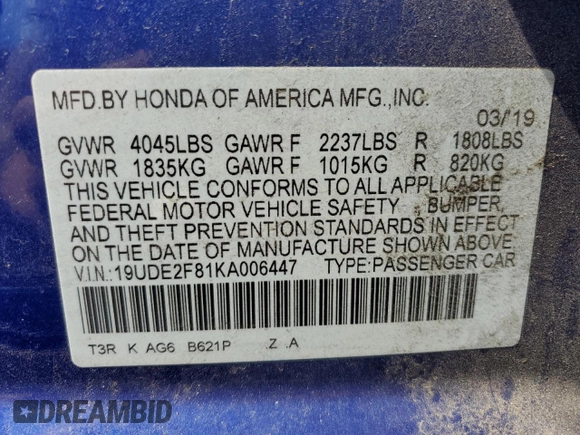 MFD.BY HONDA OF AMERICA MFG.,INC.
03/'19
GVWR 4045LBS GAWR F 2237LBS R 1808LBS
GVWR 1835KG GAWR F 1015KG R 820KG
THIS VEHICLE CONFORMS TO ALL APPLICABLE
FEDERAL MOTOR VEHICLE SAFETY BUMPER,
AND THEFT PREVENTION STANDARDS IN EFFECT
ON THE DATE OF MANUFACTURE SHOWN ABOVE
V.I.N.:19UDE2F81KA006447 TYPE:PASSENGER CAR
T3R K AG6 B621P .Z .A
DREAMBID